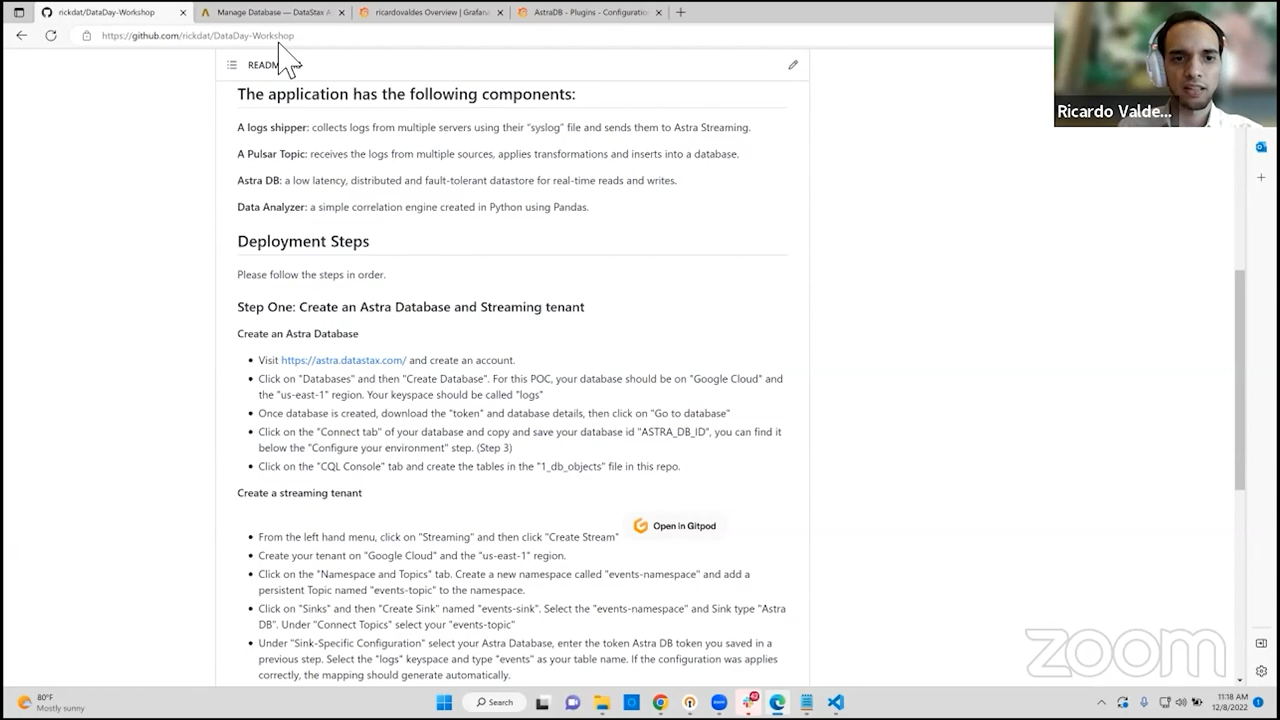 rickdat/DataDay-Workshop
Manage Database — DataStax A
ricardovaldes Overview | Grafana
AstraDB - Plugins - Configuratio
https://github.com/rickdat/DataDay-Workshop
Ricardo Valde...
The application has the following components:
A logs shipper: collects logs from multiple servers using their "syslog" file and sends them to Astra Streaming.
A Pulsar Topic: receives the logs from multiple sources, applies transformations and inserts into a database.
Astra DB: a low latency, distributed and fault-tolerant datastore for real-time reads and writes.
Data Analyzer: a simple correlation engine created in Python using Pandas.
Deployment Steps
Please follow the steps in order.
Step One: Create an Astra Database and Streaming tenant
Create an Astra Database
• Visit https://astra.datastax.com/ and create an account.
• Click on "Databases" and then "Create Database". For this POC, your database should be on "Google Cloud" and
the "us-east-1" region. Your keyspace should be called "logs"
• Once database is created, download the "token" and database details, then click on "Go to database"
• Click on the "Connect tab" of your database and copy and save your database id "ASTRA_DB_ID", you can find it
below the "Configure your environment" step. (Step 3)
• Click on the "CQL Console" tab and create the tables in the "1_db_objects" file in this repo.
Create a streaming tenant
Open in Gitpod
• From the left hand menu, click on "Streaming" and then click "Create Stream"
• Create your tenant on "Google Cloud" and the "us-east-1" region.
• Click on the "Namespace and Topics" tab. Create a new namespace called "events-namespace" and add a
persistent Topic named "events-topic" to the namespace.
• Click on "Sinks" and then "Create Sink" named "events-sink". Select the "events-namespace" and Sink type "Astra
DB". Under "Connect Topics" select your "events-topic"
• Under "Sink-Specific Configuration" select your Astra Database, enter the token Astra DB token you saved in a
previous step. Select the "logs" keyspace and type "events" as your table name. If the configuration was applies
correctly, the mapping should generate automatically.
zoom
80°F
Mostly sunny
Search
11:18 AM
12/8/2022